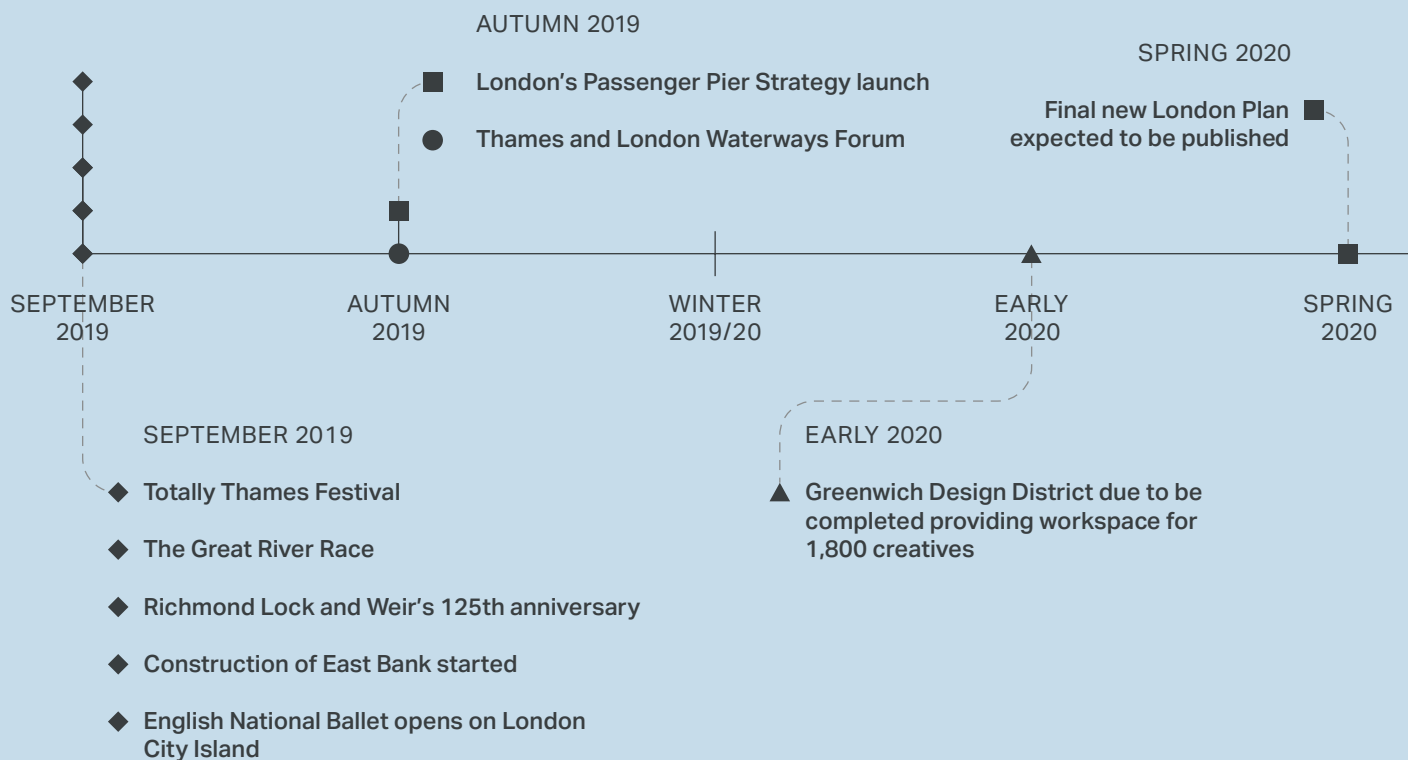 AUTUMN 2019
London’s Passenger Pier Strategy launch
Thames and London Waterways Forum
SPRING 2020
Final new London Plan
expected to be published
SEPTEMBER
2019
AUTUMN
2019
WINTER
2019/20
EARLY
2020
SPRING
2020
SEPTEMBER 2019
Totally Thames Festival
The Great River Race
Richmond Lock and Weir’s 125th anniversary
Construction of East Bank started
English National Ballet opens on London
City Island
EARLY 2020
Greenwich Design District due to be
completed providing workspace for
1,800 creatives